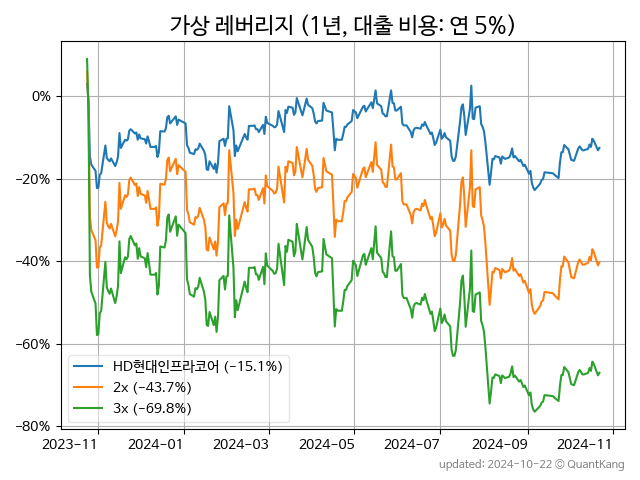 가상 레버리지 (1년, 대출 비용: 연 5%)
0%
−20%
−40%
−60%
−80%
HD현대인프라코어 (−15.1%)
2x (−43.7%)
3x (−69.8%)
2023-11 2024-01 2024-03 2024-05 2024-07 2024-09 2024-11
updated: 2024-10-22 © QuantKang